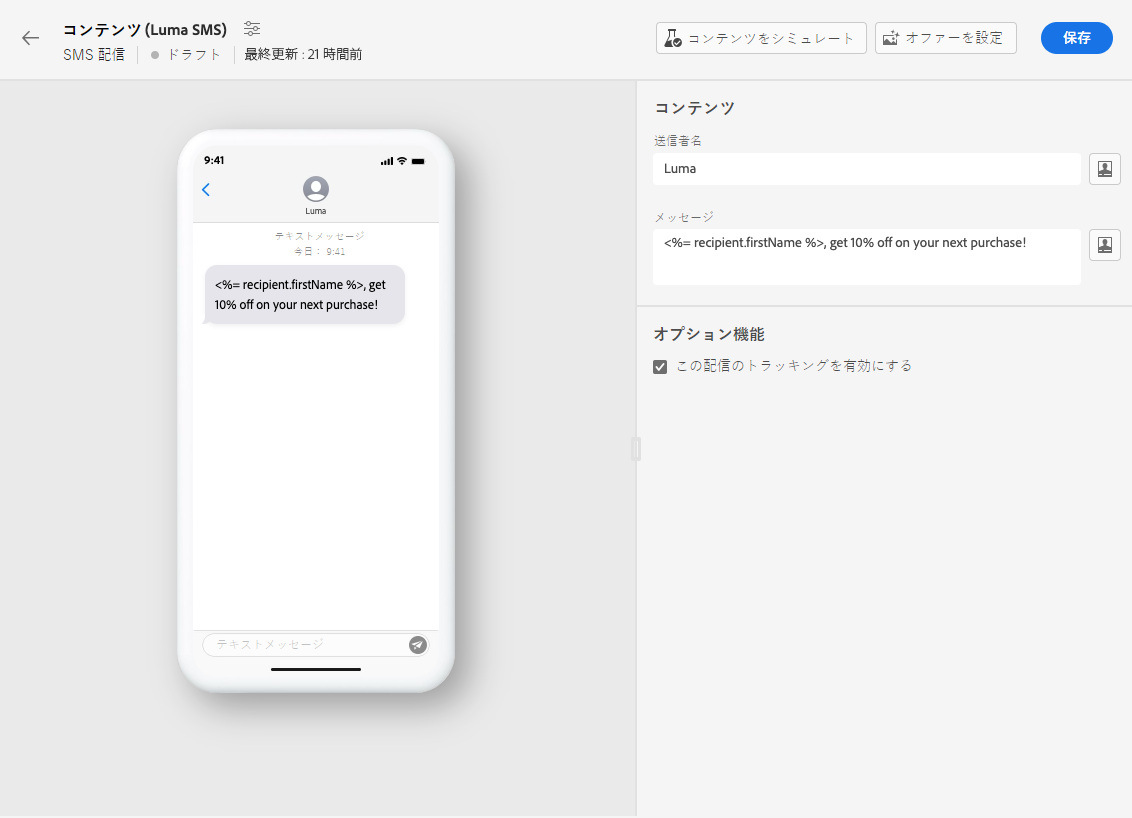 コンテンツ (Luma SMS)
SMS 配信
ドラフト
最終更新 : 21 時間前
コンテンツをシミュレート
オファーを設定
保存
9:41
Luma
テキストメッセージ
今日： 9:41
<%= recipient.firstName %>, get
10% off on your next purchase!
テキストメッセージ
コンテンツ
送信者名
Luma
メッセージ
<%= recipient.firstName %>, get 10% off on your next purchase!
オプション機能
この配信のトラッキングを有効にする